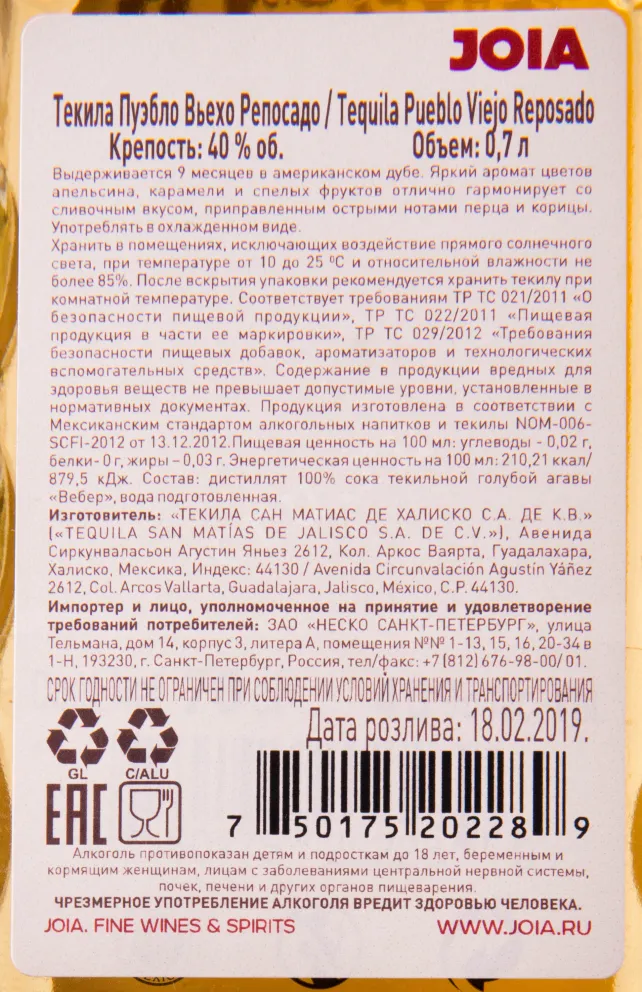 JOIA
Текила Пуэбло Вьехо Репосадо / Tequila Pueblo Viejo Reposado
Крепость: 40 % об. Объем: 0,7 л
Выдерживается 9 месяцев в американском дубе. Яркий аромат цветов
апельсина, карамели и спелых фруктов отлично гармонирует со
сливочным вкусом, приправленным острыми нотами перца и корицы.
Употреблять в охлажденном виде.
Хранить в помещениях, исключающих воздействие прямого солнечного
света, при температуре от 10 до 25 ⁰С и относительной влажности не
более 85%. После вскрытия упаковки рекомендуется хранить текилу при
комнатной температуре. Соответствует требованиям ТР ТС 021/2011 «О
безопасности пищевой продукции», ТР ТС 022/2011 «Пищевая
продукция в части ее маркировки», ТР ТС 029/2012 «Требования
безопасности пищевых добавок, ароматизаторов и технологических
вспомогательных средств». Содержание в продукции вредных для
здоровья веществ не превышает допустимые уровни, установленные в
нормативных документах. Продукция изготовлена в соответствии с
Мексиканским стандартом алкогольных напитков и текилы NOM-006-
SCFI-2012 от 13.12.2012.Пищевая ценность на 100 мл: углеводы - 0,02 г,
белки- 0 г, жиры – 0,03 г. Энергетическая ценность на 100 мл: 210,21 ккал/
879,5 кДж. Состав: дистиллят 100% сока текильной голубой агавы
«Вебер», вода подготовленная.
Изготовитель: «ТЕКИЛА САН МАТИАС ДЕ ХАЛИСКО С.А. ДЕ К.В.»
(«TEQUILA SAN MATÍAS DE JALISCO S.A. DE C.V.»), Авенида
Сиркунваласьон Агустин Яньез 2612, Кол. Аркос Ваярта, Гуадалахара,
Халиско, Мексика, Индекс: 44130 / Avenida Circunvalación Agustín Yáñez
2612, Col. Arcos Vallarta, Guadalajara, Jalisco, México, C.P. 44130.
Импортер и лицо, уполномоченное на принятие и удовлетворение
требований потребителей: ЗАО «НЕСКО САНКТ-ПЕТЕРБУРГ», улица
Тельмана, дом 14, корпус 3, литера А, помещения №№ 1-13, 15, 16, 20-34 в
1-Н, 193230, г. Санкт-Петербург, Россия, тел/факс: +7 (812) 676-98-00/ 01.
СРОК ГОДНОСТИ НЕ ОГРАНИЧЕН ПРИ СОБЛЮДЕНИИ УСЛОВИЙ ХРАНЕНИЯ И ТРАНСПОРТИРОВАНИЯ
Дата розлива: 18.02.2019.
GL C/ALU
EAC
7 50175 20228 9
Алкоголь противопоказан детям и подросткам до 18 лет, беременным и
кормящим женщинам, лицам с заболеваниями центральной нервной системы,
почек, печени и других органов пищеварения.
ЧРЕЗМЕРНОЕ УПОТРЕБЛЕНИЕ АЛКОГОЛЯ ВРЕДИТ ЗДОРОВЬЮ ЧЕЛОВЕКА.
JOIA. FINE WINES & SPIRITS WWW.JOIA.RU